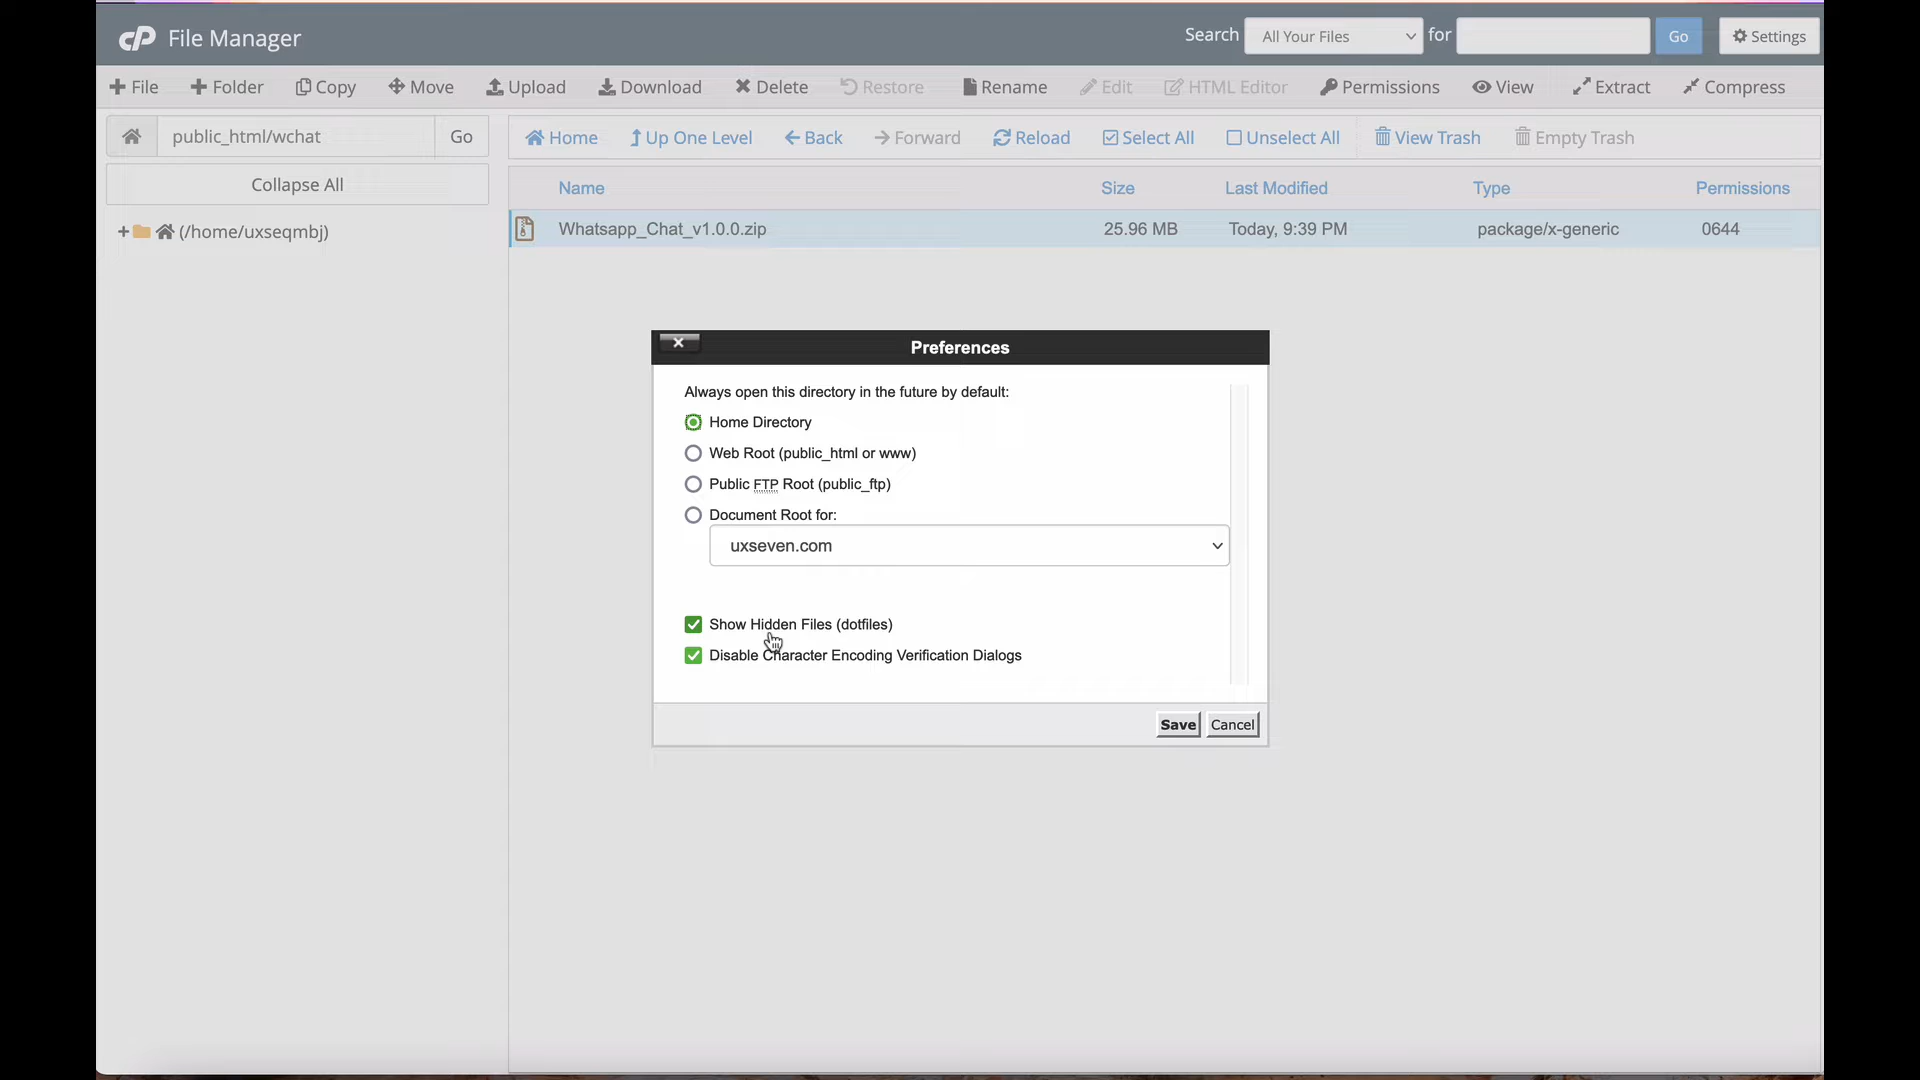 cP File Manager
Search All Your Files for Go Settings
File Folder Copy Move Upload Download Delete Restore Rename Edit HTML Editor Permissions View Extract Compress
public_html/wchat Go
Home Up One Level Back Forward Reload Select All Unselect All View Trash Empty Trash
Collapse All
+ (/home/uxseqmbj)
Name Size Last Modified Type Permissions
Whatsapp_Chat_v1.0.0.zip 25.96 MB Today, 9:39 PM package/x-generic 0644
Preferences
Always open this directory in the future by default:
Home Directory
Web Root (public_html or www)
Public FTP Root (public_ftp)
Document Root for:
uxseven.com
Show Hidden Files (dotfiles)
Disable Character Encoding Verification Dialogs
Save Cancel